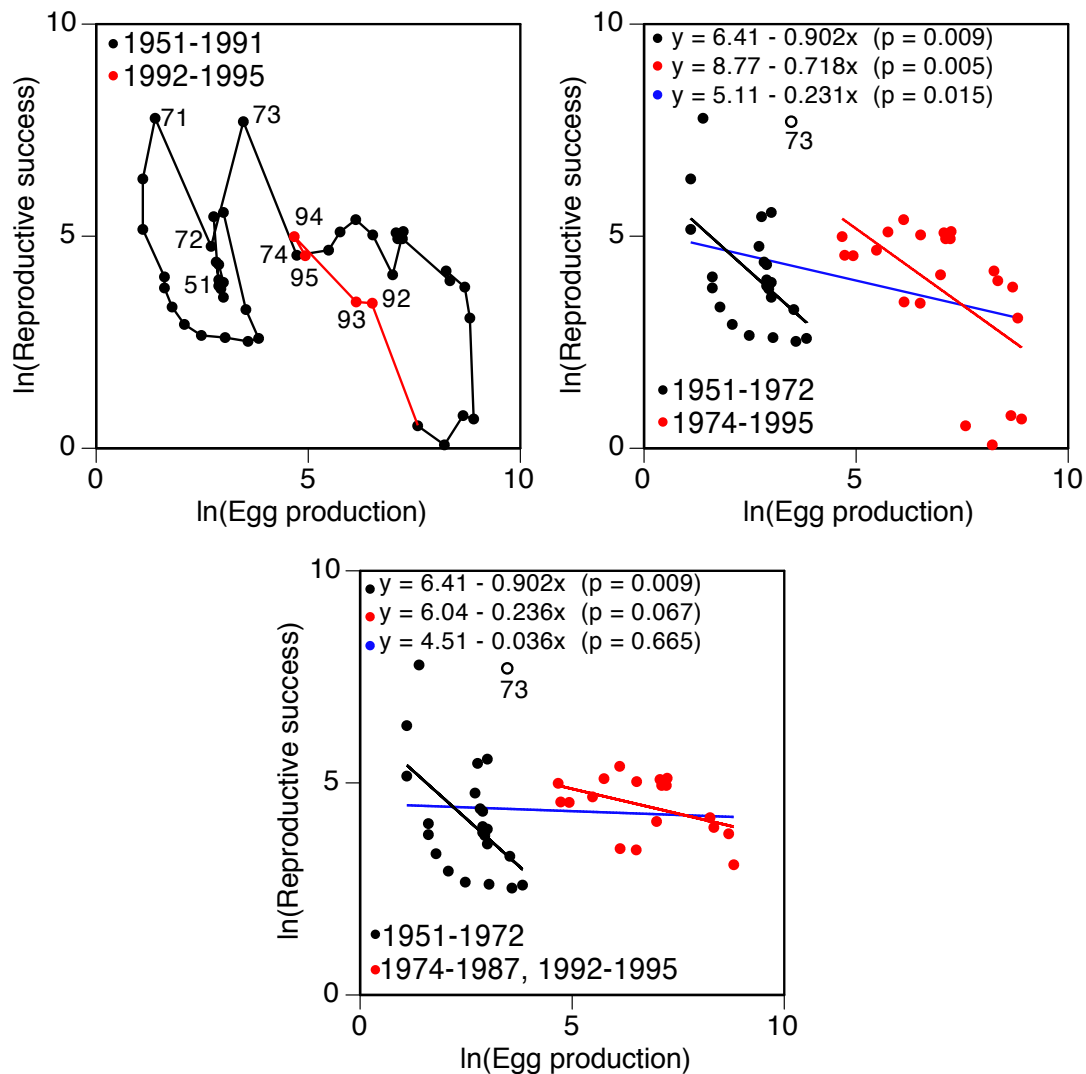 10
1951-1991
1992-1995
71
73
94
72
74
95
51
92
93
5
0
0
5
10
ln(Egg production)
ln(Reproductive success)
10
y = 6.41 - 0.902x (p = 0.009)
y = 8.77 - 0.718x (p = 0.005)
y = 5.11 - 0.231x (p = 0.015)
73
5
1951-1972
1974-1995
0
0
5
10
ln(Egg production)
ln(Reproductive success)
10
y = 6.41 - 0.902x (p = 0.009)
y = 6.04 - 0.236x (p = 0.067)
y = 4.51 - 0.036x (p = 0.665)
73
5
1951-1972
1974-1987, 1992-1995
0
0
5
10
ln(Egg production)
ln(Reproductive success)